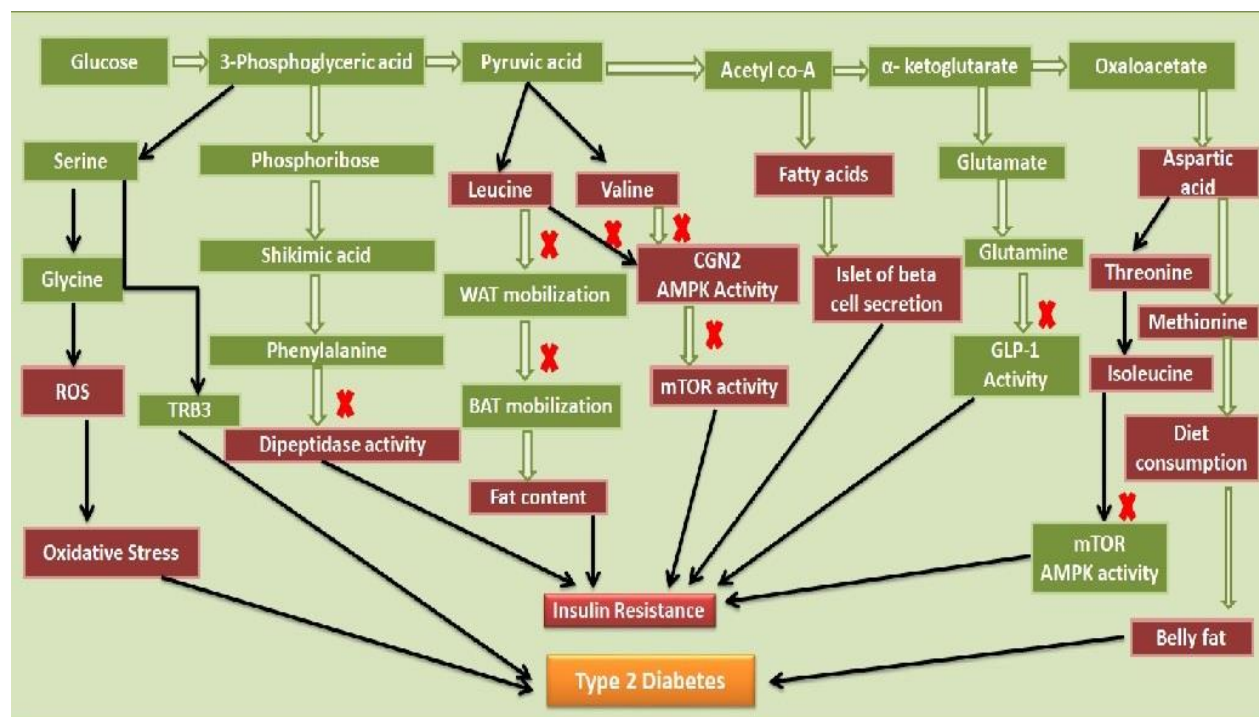 Glucose
3-Phosphoglyceric acid
Pyruvic acid
Acetyl co-A
α- ketoglutarate
Oxaloacetate
Serine
Phosphoribose
Leucine
Valine
Fatty acids
Glutamate
Aspartic
acid
Glycine
Shikimic acid
WAT mobilization
CGN2
AMPK Activity
Islet of beta
cell secretion
Glutamine
Threonine
Methionine
ROS
TRB3
Phenylalanine
BAT mobilization
mTOR activity
GLP-1
Activity
Isoleucine
Dipeptidase activity
Diet
consumption
Fat content
Oxidative Stress
mTOR
AMPK activity
Insulin Resistance
Belly fat
Type 2 Diabetes